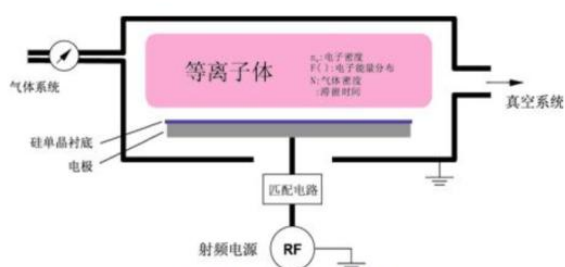 等离子体
nₑ:电子密度
F( ):电子能量分布
N:气体密度
:滞留时间
气体系统
真空系统
硅单晶衬底
电极
匹配电路
射频电源
RF